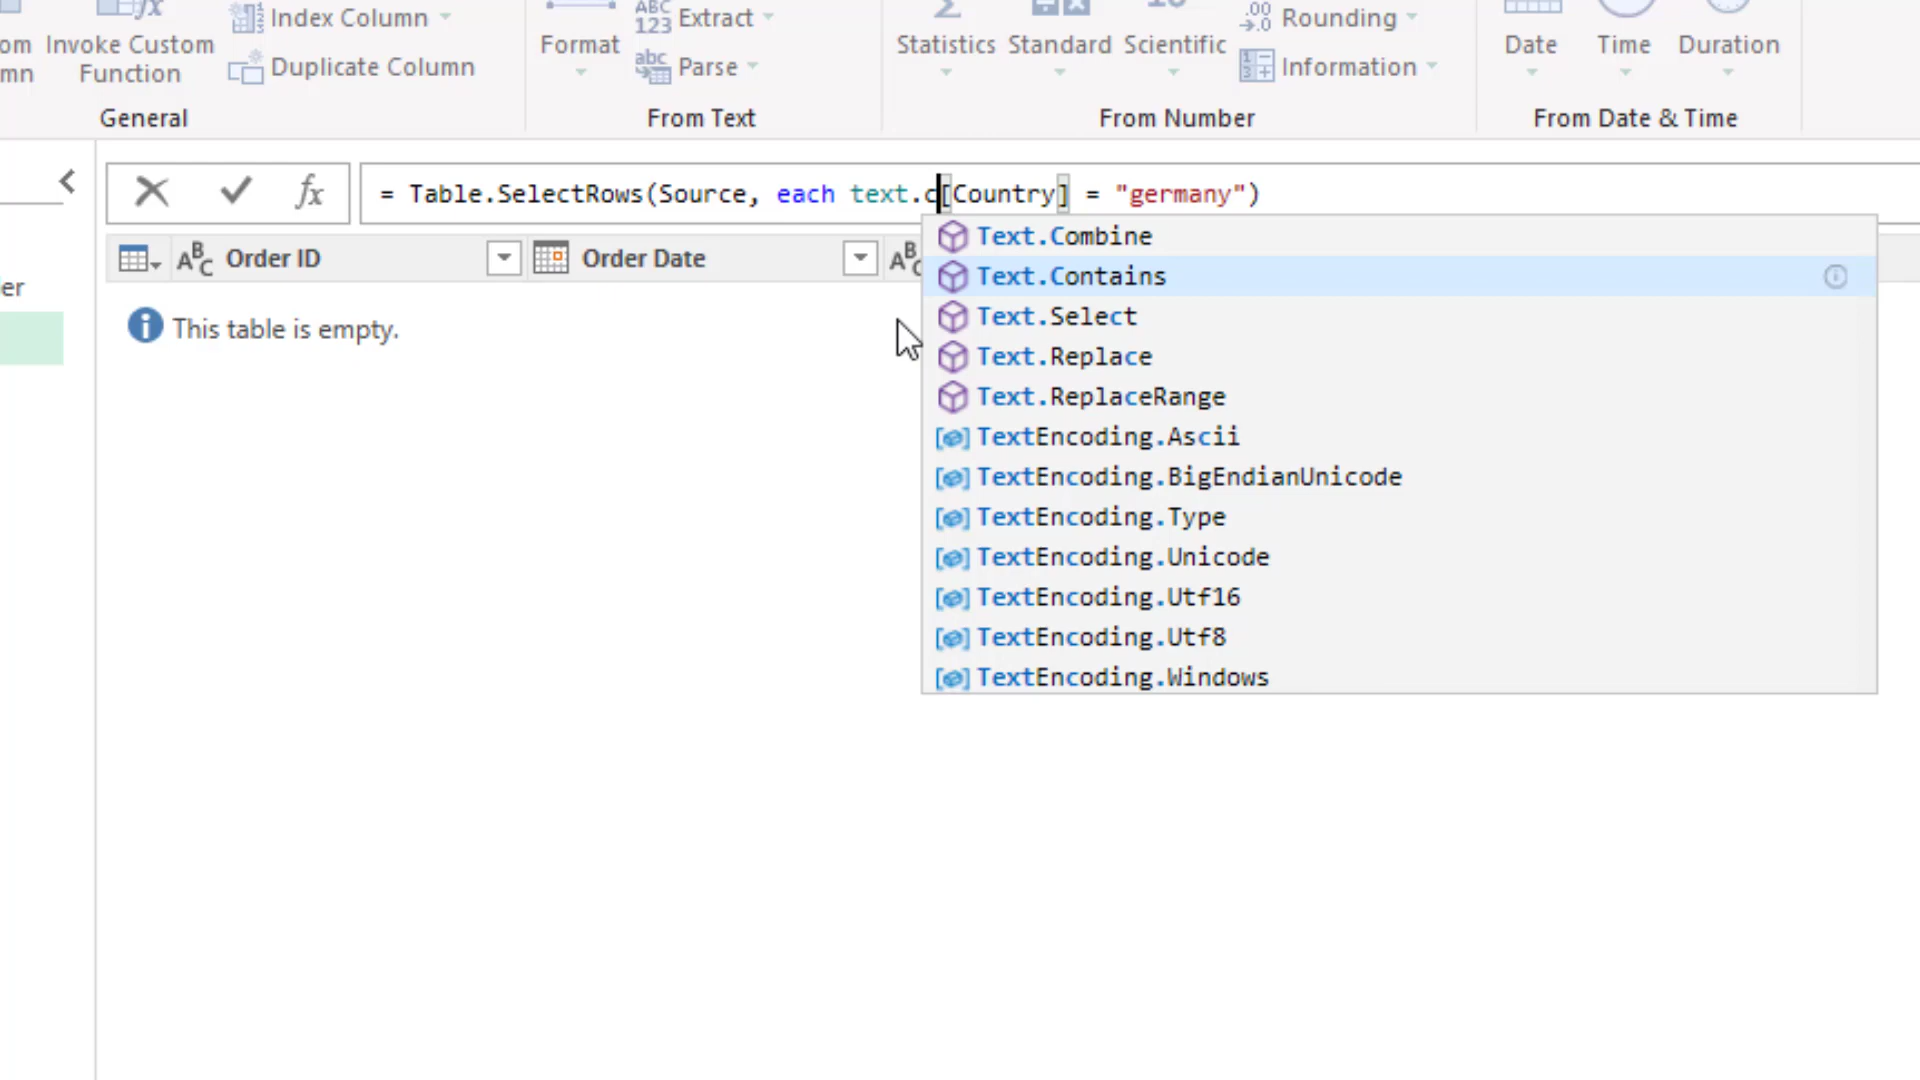 Index Column
Extract
Rounding
om
Invoke Custom
Format
Statistics
Standard
Scientific
Date
Time
Duration
mn
Function
Duplicate Column
Parse
Information
General
From Text
From Number
From Date & Time
= Table.SelectRows(Source, each text.c[Country] = "germany")
Order ID
Order Date
er
This table is empty.
Text.Combine
Text.Contains
Text.Select
Text.Replace
Text.ReplaceRange
TextEncoding.Ascii
TextEncoding.BigEndianUnicode
TextEncoding.Type
TextEncoding.Unicode
TextEncoding.Utf16
TextEncoding.Utf8
TextEncoding.Windows